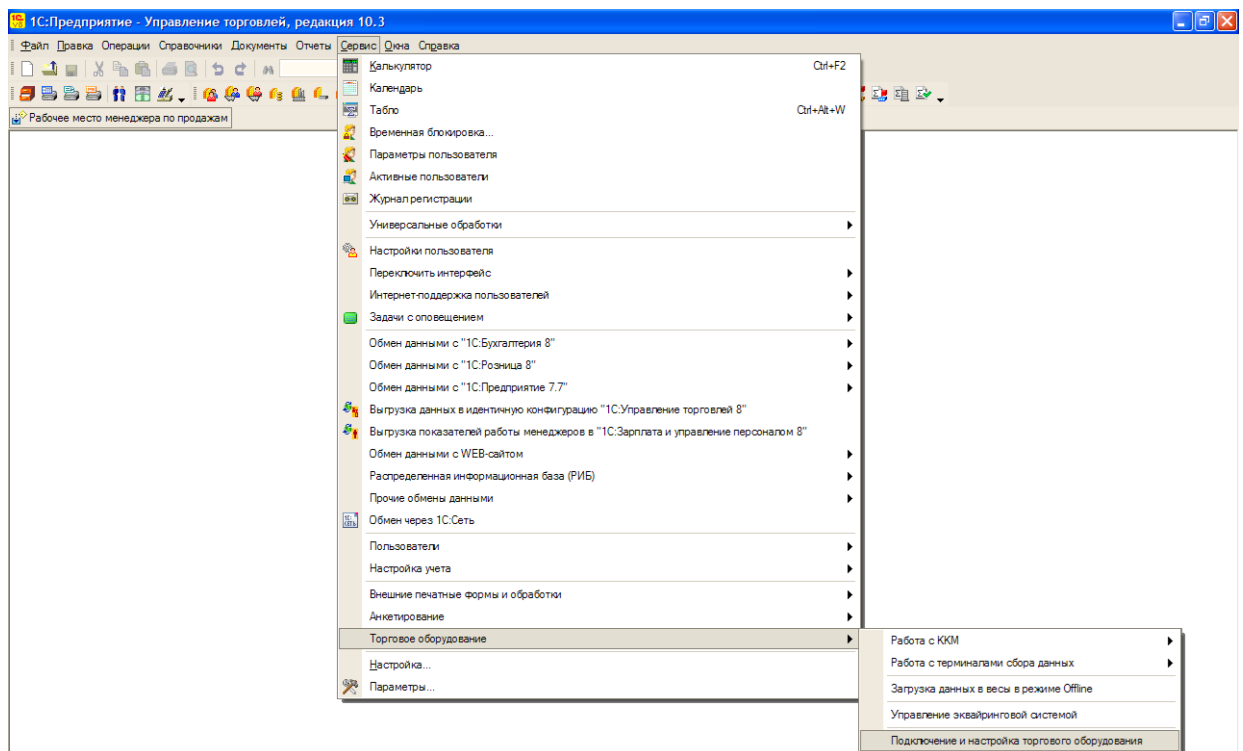 1С:Предприятие - Управление торговлей, редакция 10.3
Файл Правка Операции Справочники Документы Отчеты Сервис Окна Справка
Рабочее место менеджера по продажам
Калькулятор Ctrl+F2
Календарь
Табло Ctrl+Alt+W
Временная блокировка...
Параметры пользователя
Активные пользователи
Журнал регистрации
Универсальные обработки
Настройки пользователя
Переключить интерфейс
Интернет-поддержка пользователей
Задачи с оповещением
Обмен данными с "1С:Бухгалтерия 8"
Обмен данными с "1С:Розница 8"
Обмен данными с "1С:Предприятие 7.7"
Выгрузка данных в идентичную конфигурацию "1С:Управление торговлей 8"
Выгрузка показателей работы менеджеров в "1С:Зарплата и управление персоналом 8"
Обмен данными с WEB-сайтом
Распределенная информационная база (РИБ)
Прочие обмены данными
Обмен через 1С:Сеть
Пользователи
Настройка учета
Внешние печатные формы и обработки
Анкетирование
Торговое оборудование
Настройка...
Параметры...
Работа с ККМ
Работа с терминалами сбора данных
Загрузка данных в весы в режиме Offline
Управление эквайринговой системой
Подключение и настройка торгового оборудования